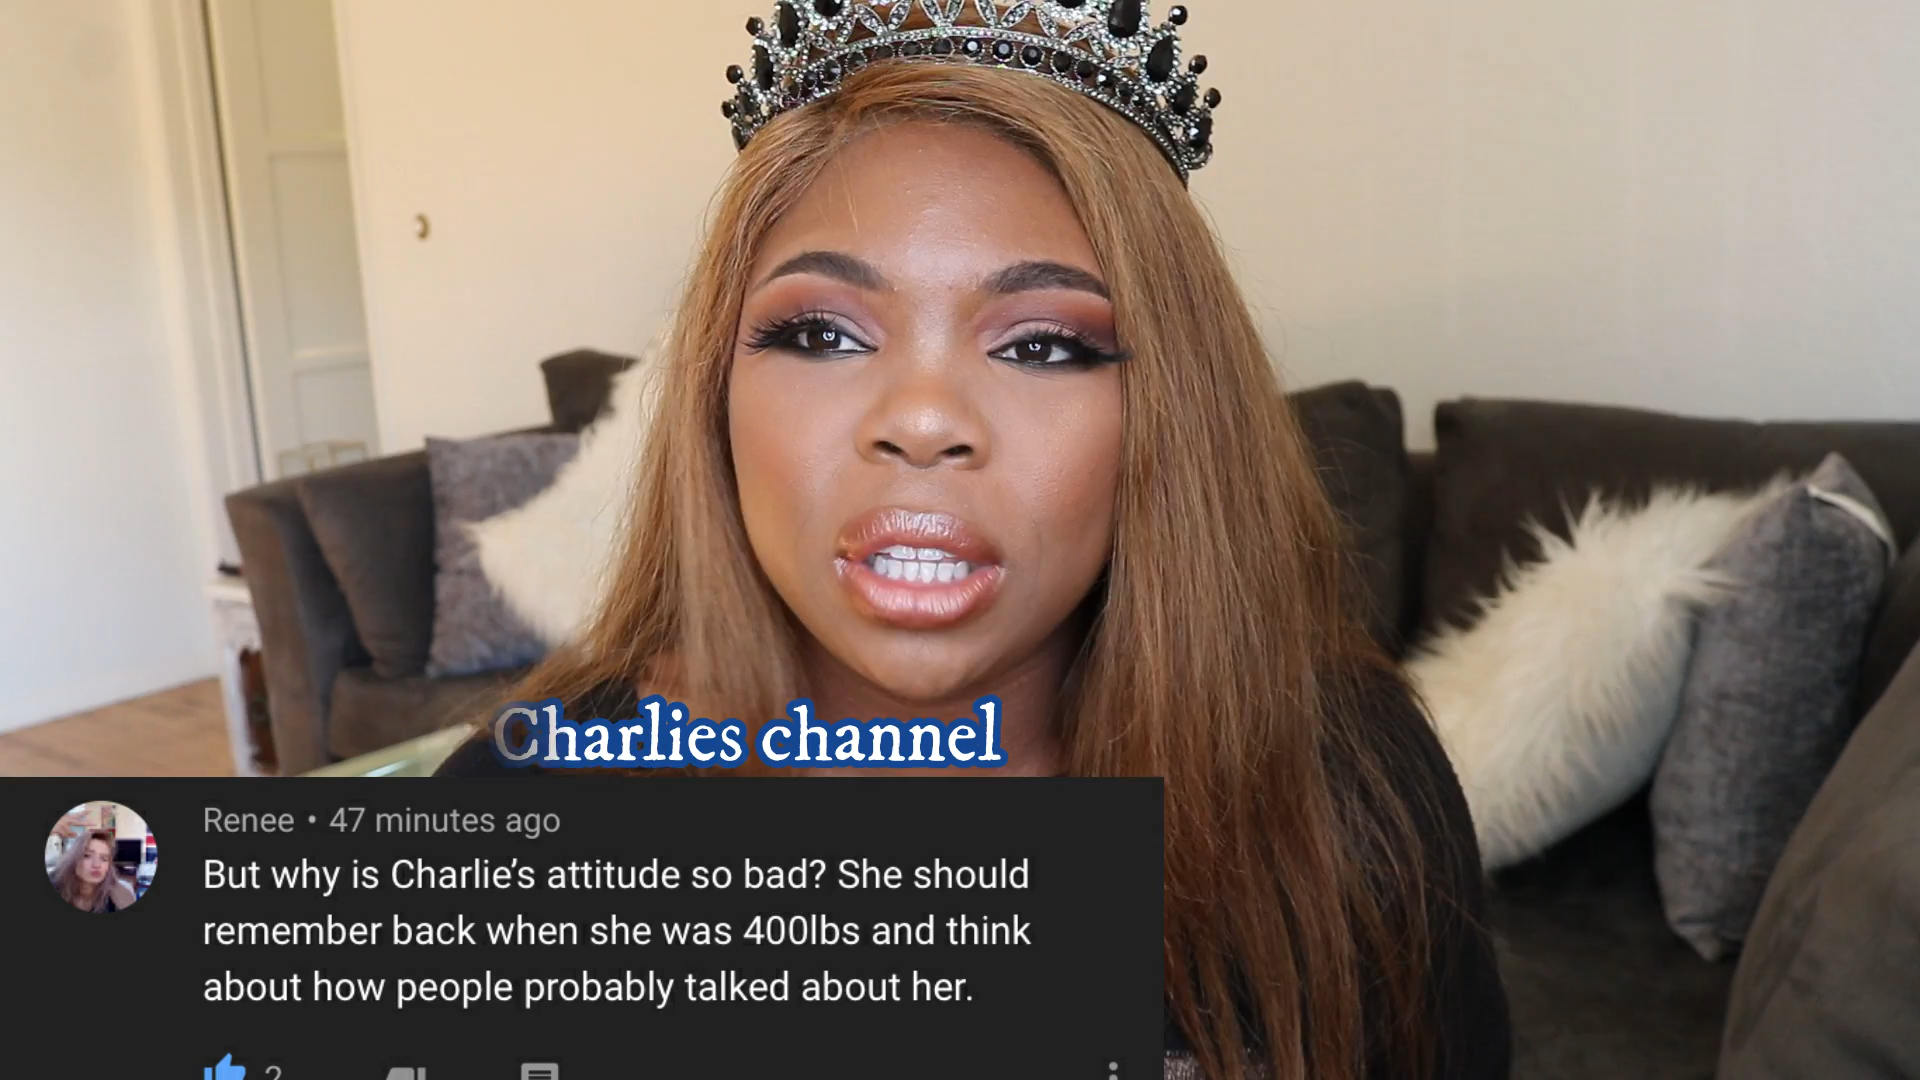 Charlies channel
Renee • 47 minutes ago
But why is Charlie's attitude so bad? She should
remember back when she was 400lbs and think
about how people probably talked about her.
2